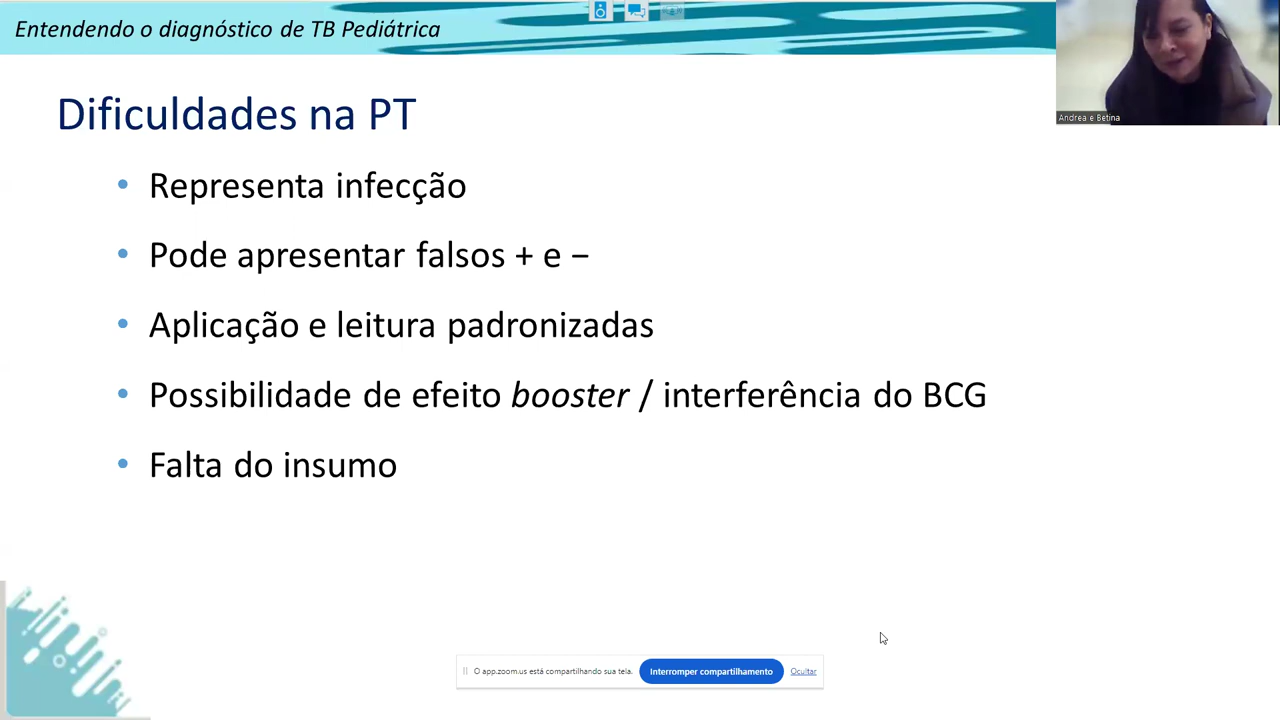 Entendendo o diagnóstico de TB Pediátrica
Andrea e Betina
Dificuldades na PT
• Representa infecção
• Pode apresentar falsos + e −
• Aplicação e leitura padronizadas
• Possibilidade de efeito booster / interferência do BCG
• Falta do insumo
O app.zoom.us está compartilhando sua tela.
Interromper compartilhamento
Ocultar